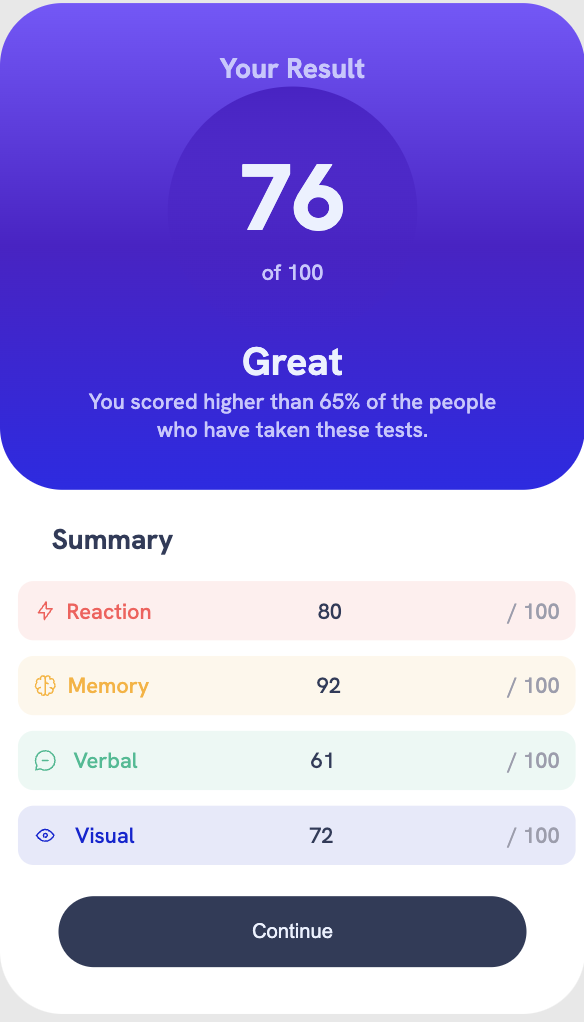 Your Result
76
of 100
Great
You scored higher than 65% of the people
who have taken these tests.
Summary
Reaction 80 / 100
Memory 92 / 100
Verbal 61 / 100
Visual 72 / 100
Continue